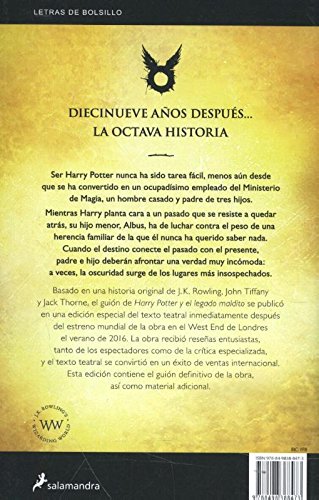 LETRAS DE BOLSILLO
DIECINUEVE AÑOS DESPUÉS...
LA OCTAVA HISTORIA
Ser Harry Potter nunca ha sido tarea fácil, menos aún desde
que se ha convertido en un ocupadísimo empleado del Ministerio
de Magia, un hombre casado y padre de tres hijos.
Mientras Harry planta cara a un pasado que se resiste a quedar
atrás, su hijo menor, Albus, ha de luchar contra el peso de una
herencia familiar de la que él nunca ha querido saber nada.
Cuando el destino conecte el pasado con el presente,
padre e hijo deberán afrontar una verdad muy incómoda:
a veces, la oscuridad surge de los lugares más insospechados.
Basado en una historia original de J.K. Rowling, John Tiffany
y Jack Thorne, el guión de Harry Potter y el legado maldito se publicó
en una edición especial del texto teatral inmediatamente después
del estreno mundial de la obra en el West End de Londres
el verano de 2016. La obra recibió reseñas entusiastas,
tanto de los espectadores como de la crítica especializada,
y el texto teatral se convirtió en un éxito de ventas internacional.
Esta edición contiene el guión definitivo de la obra,
así como material adicional.
J.K. ROWLING'S
WW
WIZARDING WORLD
salamandra